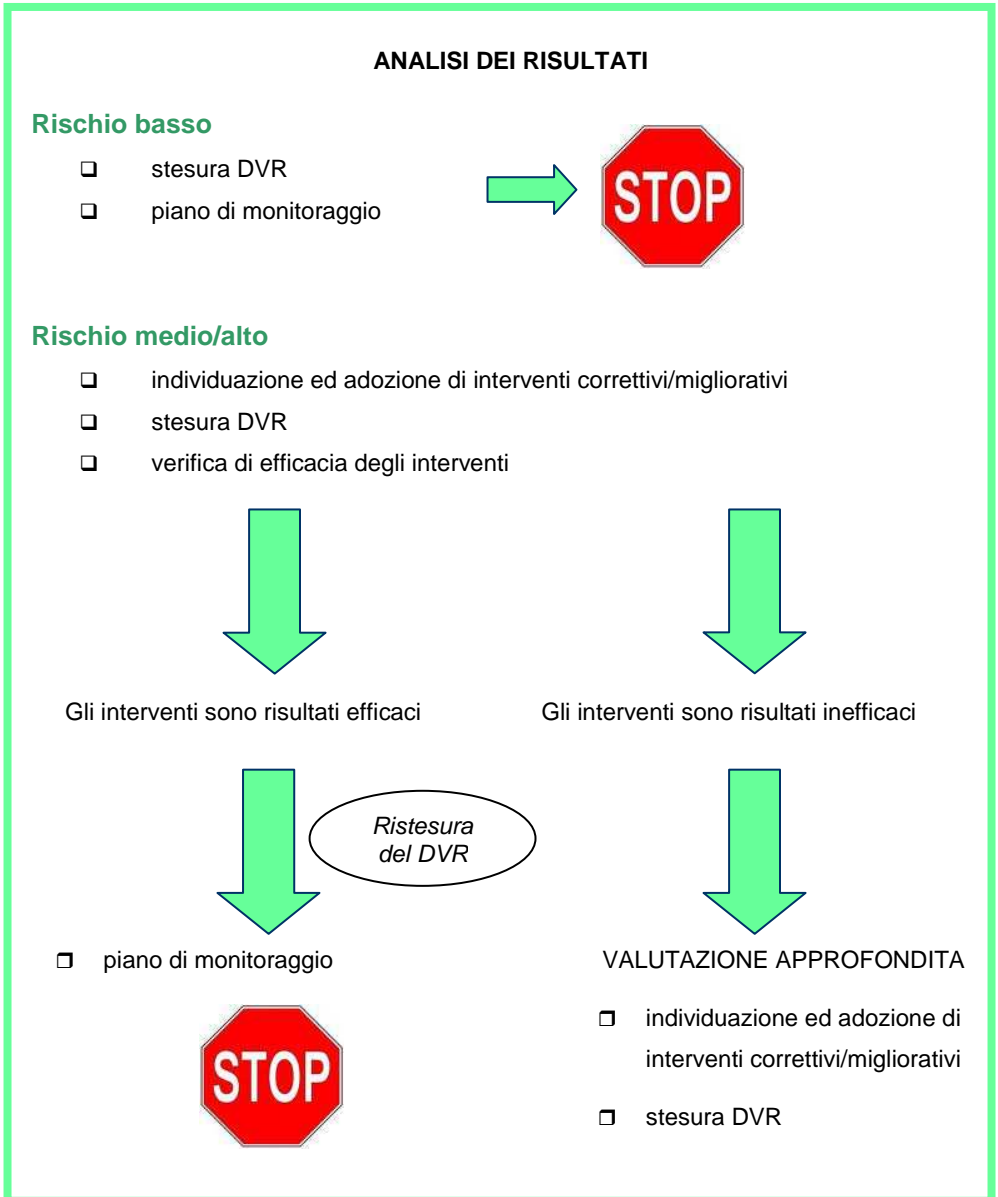 ANALISI DEI RISULTATI
Rischio basso
❑ stesura DVR
❑ piano di monitoraggio
STOP
Rischio medio/alto
❑ individuazione ed adozione di interventi correttivi/migliorativi
❑ stesura DVR
❑ verifica di efficacia degli interventi
Gli interventi sono risultati efficaci
Gli interventi sono risultati inefficaci
Ristesura
del DVR
❒ piano di monitoraggio
STOP
VALUTAZIONE APPROFONDITA
❒ individuazione ed adozione di
interventi correttivi/migliorativi
❒ stesura DVR